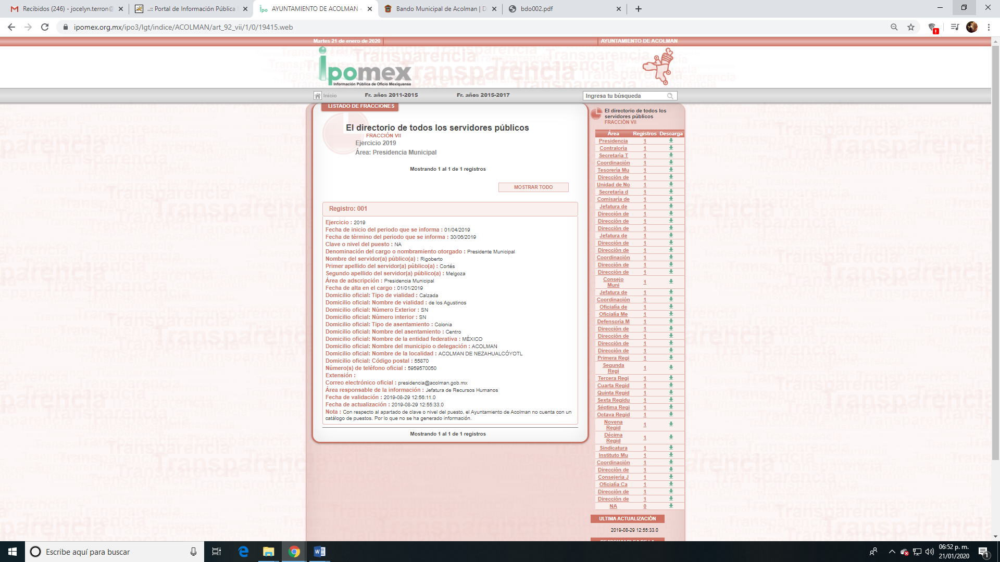 Recibidos (246) - jocelyn.terron@
..:: Portal de Información Pública
AYUNTAMIENTO DE ACOLMAN -
Bando Municipal de Acolman | D
bdo002.pdf
ipomex.org.mx/ipo3/lgt/indice/ACOLMAN/art_92_vii/1/0/19415.web
Martes 21 de enero de 2020
AYUNTAMIENTO DE ACOLMAN
ipomex
Información Pública de Oficio Mexiquense
Transparencia
Inicio
Fr. años 2011-2015
Fr. años 2015-2017
Ingresa tu búsqueda
LISTADO DE FRACCIONES
El directorio de todos los servidores públicos
FRACCIÓN VII
Ejercicio 2019
Área: Presidencia Municipal
Mostrando 1 al 1 de 1 registros
MOSTRAR TODO
Registro: 001
Ejercicio : 2019
Fecha de inicio del periodo que se informa : 01/04/2019
Fecha de término del periodo que se informa : 30/06/2019
Clave o nivel del puesto : NA
Denominación del cargo o nombramiento otorgado : Presidente Municipal
Nombre del servidor(a) público(a) : Rigoberto
Primer apellido del servidor(a) público(a) : Cortés
Segundo apellido del servidor(a) público(a) : Melgoza
Área de adscripción : Presidencia Municipal
Fecha de alta en el cargo : 01/01/2019
Domicilio oficial: Tipo de vialidad : Calzada
Domicilio oficial: Nombre de vialidad : de los Agustinos
Domicilio oficial: Número Exterior : SN
Domicilio oficial: Número interior : SN
Domicilio oficial: Tipo de asentamiento : Colonia
Domicilio oficial: Nombre del asentamiento : Centro
Domicilio oficial: Nombre de la entidad federativa : MÉXICO
Domicilio oficial: Nombre del municipio o delegación : ACOLMAN
Domicilio oficial: Nombre de la localidad : ACOLMAN DE NEZAHUALCÓYOTL
Domicilio oficial: Código postal : 55870
Número(s) de teléfono oficial : 5959570050
Extensión :
Correo electrónico oficial : presidencia@acolman.gob.mx
Área responsable de la información : Jefatura de Recursos Humanos
Fecha de validación : 2019-08-29 12:56:11.0
Fecha de actualización : 2019-08-29 12:55:33.0
Nota : Con respecto al apartado de clave o nivel del puesto, el Ayuntamiento de Acolman no cuenta con un
catálogo de puestos. Por lo que no se ha generado información.
Mostrando 1 al 1 de 1 registros
El directorio de todos los
servidores públicos
FRACCIÓN VII
Área Registros Descarga
Presidencia 1
Contraloría 1
Secretaria T 1
Coordinación 1
Tesorería Mu 1
Dirección de 1
Unidad de No 1
Secretaría d 1
Comisaría de 1
Jefatura de 1
Dirección de 1
Dirección de 1
Dirección de 1
Jefatura de 1
Dirección de 1
Dirección de 1
Coordinación 1
Dirección de 1
Dirección de 1
Consejo
Muni 1
Jefatura de 1
Coordinación 1
Oficialía de 1
Oficialía Me 1
Defensoría M 1
Dirección de 1
Dirección de 1
Dirección de 1
Dirección de 1
Primera Regi 1
Segunda
Regi 1
Tercera Regi 1
Cuarta Regid 1
Quinta Regid 1
Sexta Regidu 1
Séptima Regi 1
Octava Regid 1
Novena
Regid 1
Décima
Regid 1
Sindicatura 1
Instituto Mu 1
Coordinación 1
Dirección de 1
Consejería J 1
Oficialía Ca 1
Dirección de 1
Dirección de 1
NA 0
ULTIMA ACTUALIZACIÓN
2019-08-29 12:55:33.0
Escribe aquí para buscar
06:52 p. m.
21/01/2020
1